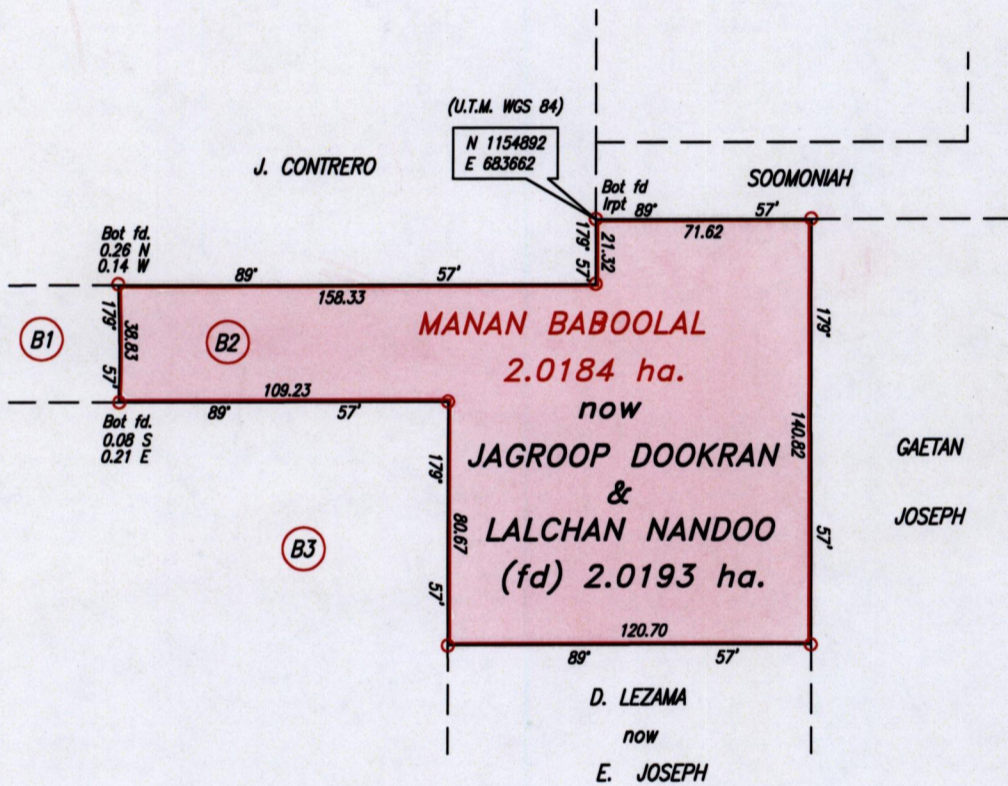 (U.T.M. WGS 84)
N 1154892
E 683662
J. CONTRERO
SOOMONIAH
Bot fd
Irpt
89° 57'
71.62
179° 57'
21.32
Bot fd.
0.26 N
0.14 W
89° 57'
158.33
B1
179° 57'
38.83
B2
MANAN BABOOLAL
2.0184 ha.
now
JAGROOP DOOKRAN
&
LALCHAN NANDOO
(fd) 2.0193 ha.
179° 57'
140.82
GAETAN
JOSEPH
109.23
89° 57'
Bot fd.
0.08 S
0.21 E
179° 57'
80.67
B3
120.70
89° 57'
D. LEZAMA
now
E. JOSEPH